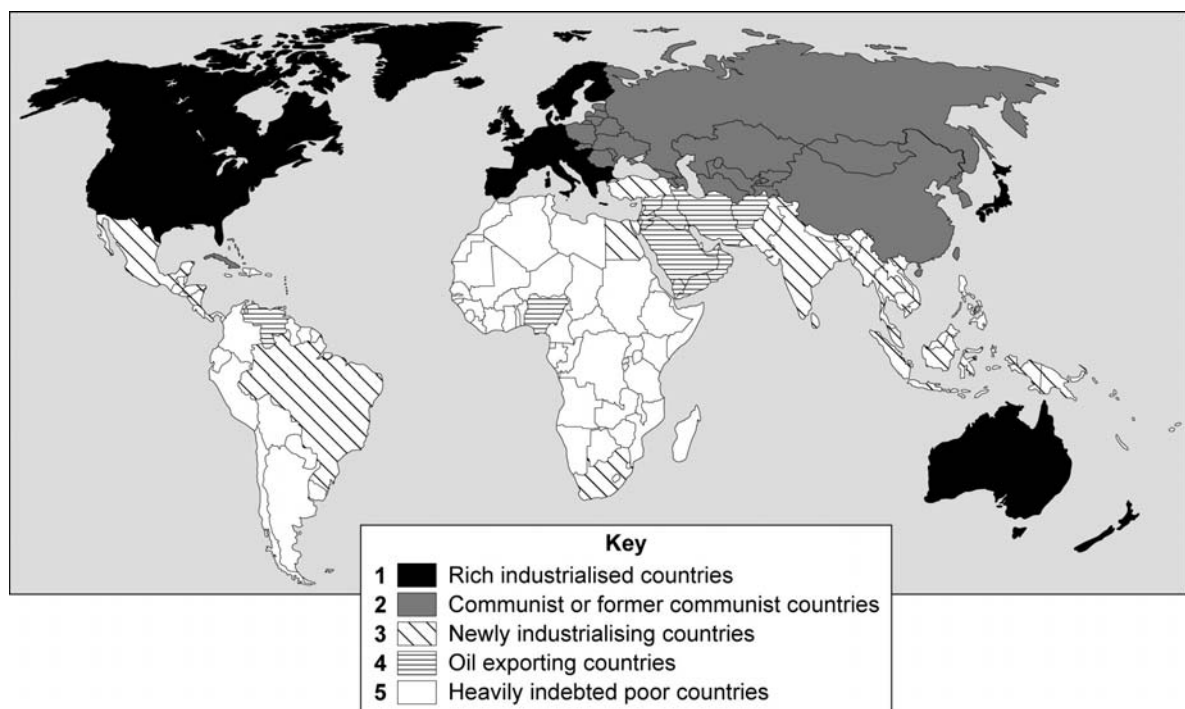 Key
1 Rich industrialised countries
2 Communist or former communist countries
3 Newly industrialising countries
4 Oil exporting countries
5 Heavily indebted poor countries